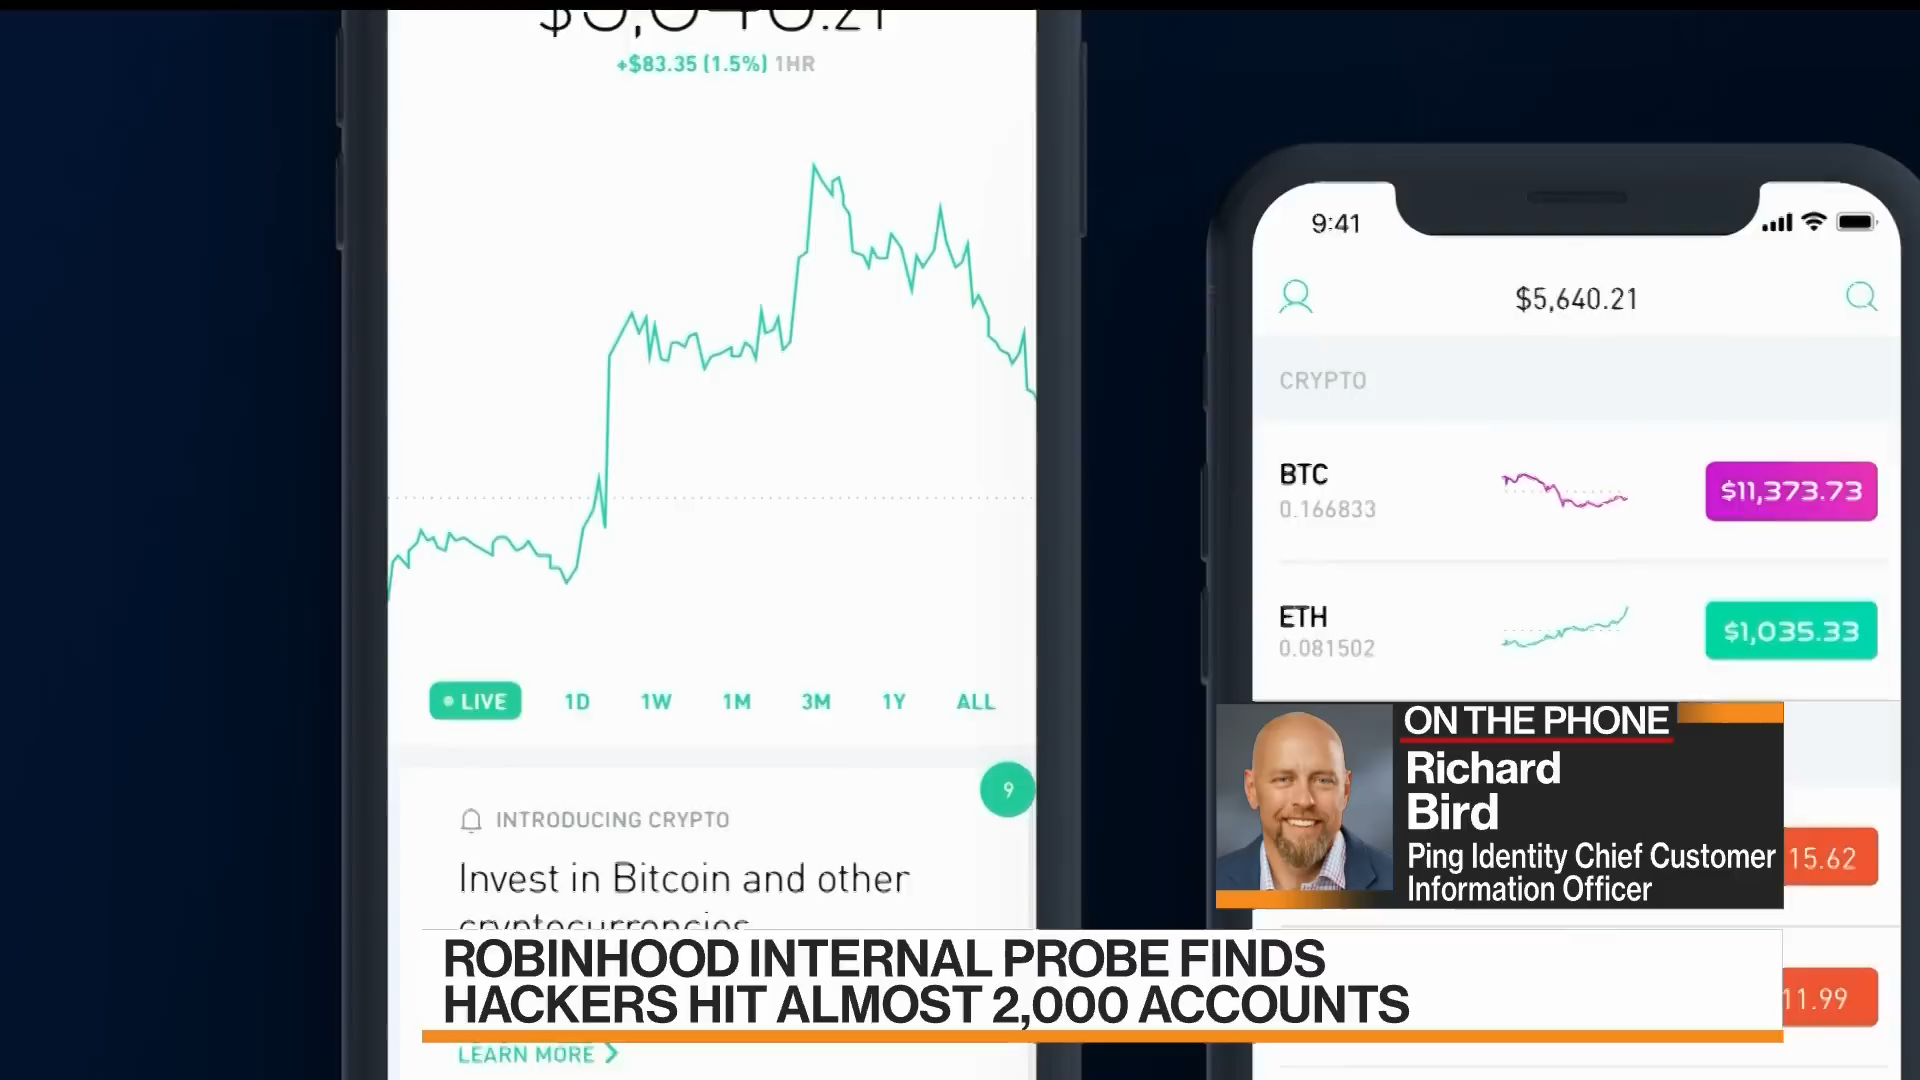 +$83.35 (1.5%) 1HR
LIVE 1D 1W 1M 3M 1Y ALL
9
INTRODUCING CRYPTO
Invest in Bitcoin and other
cryptocurrencies
LEARN MORE
9:41
$5,640.21
CRYPTO
BTC
0.166833
$11,373.73
ETH
0.081502
$1,035.33
15.62
11.99
ON THE PHONE
Richard
Bird
Ping Identity Chief Customer
Information Officer
ROBINHOOD INTERNAL PROBE FINDS
HACKERS HIT ALMOST 2,000 ACCOUNTS